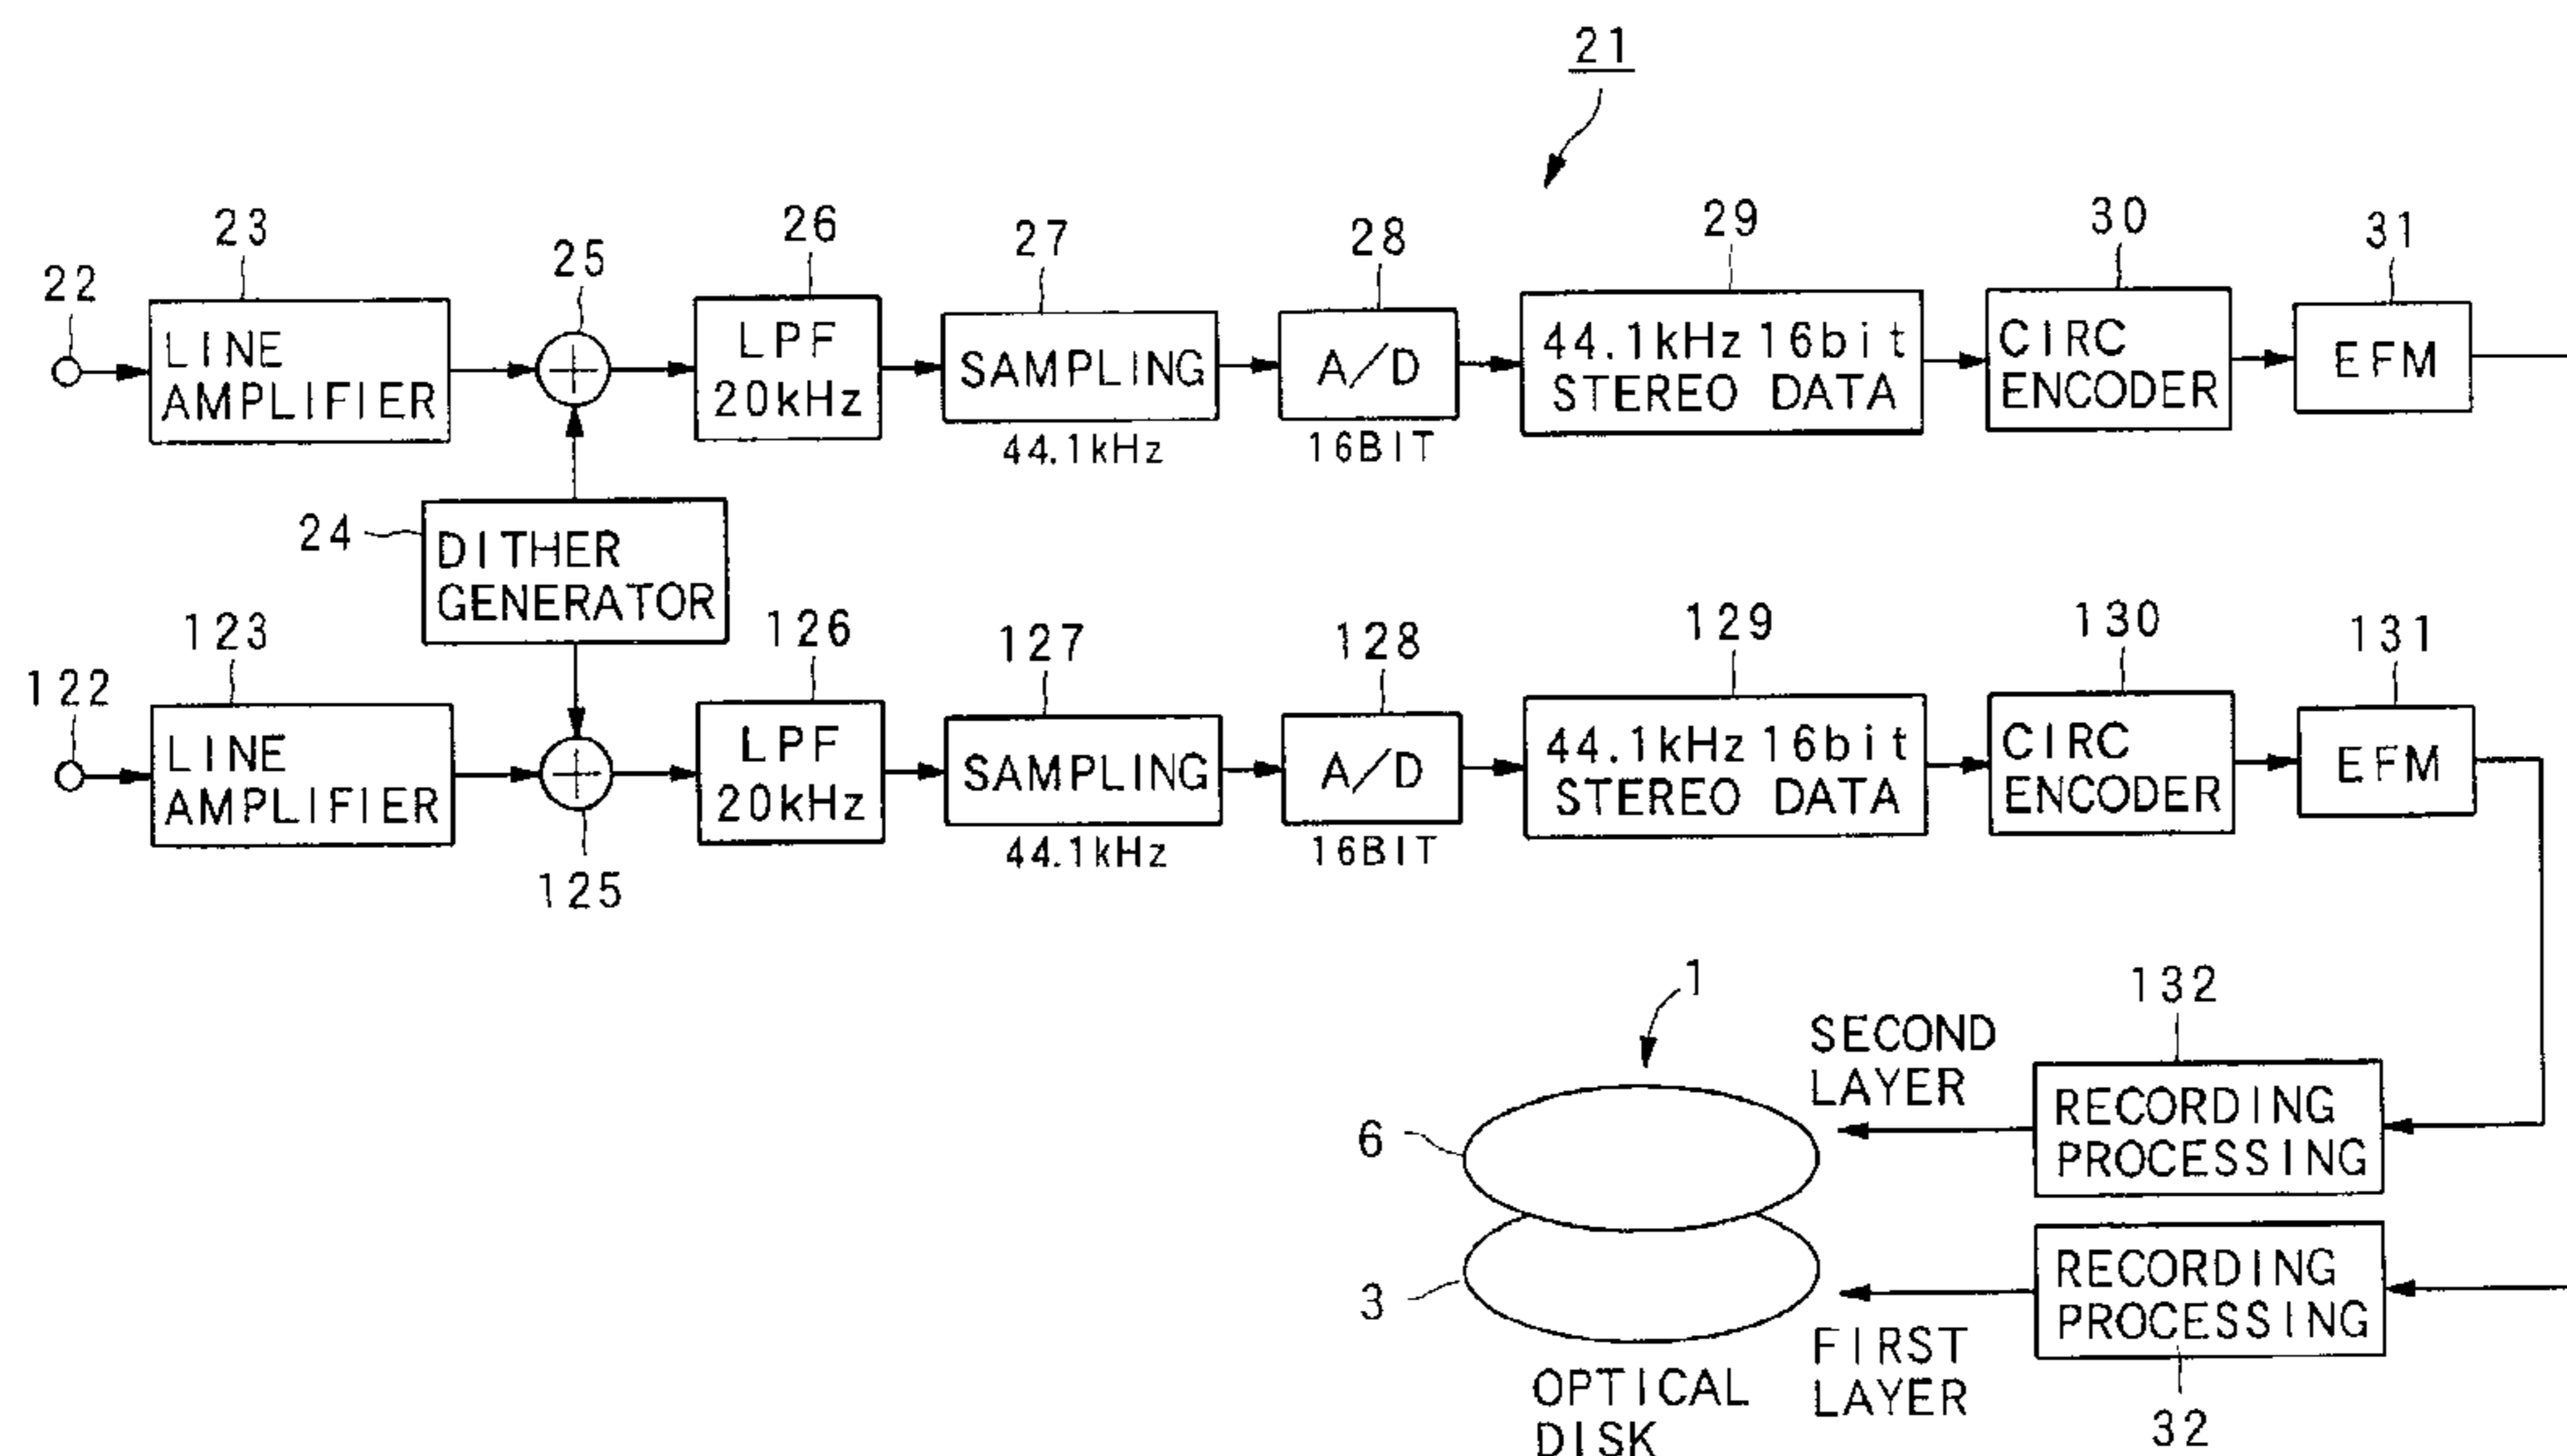 21
22
23
25
26
27
28
29
30
31
LINE
AMPLIFIER
LPF
20kHz
SAMPLING
44.1kHz
A/D
16BIT
44.1kHz 16bit
STEREO DATA
CIRC
ENCODER
EFM
24
DITHER
GENERATOR
122
123
125
126
127
128
129
130
131
LINE
AMPLIFIER
LPF
20kHz
SAMPLING
44.1kHz
A/D
16BIT
44.1kHz 16bit
STEREO DATA
CIRC
ENCODER
EFM
1
132
SECOND
LAYER
RECORDING
PROCESSING
6
3
RECORDING
PROCESSING
32
FIRST
LAYER
OPTICAL
DISK